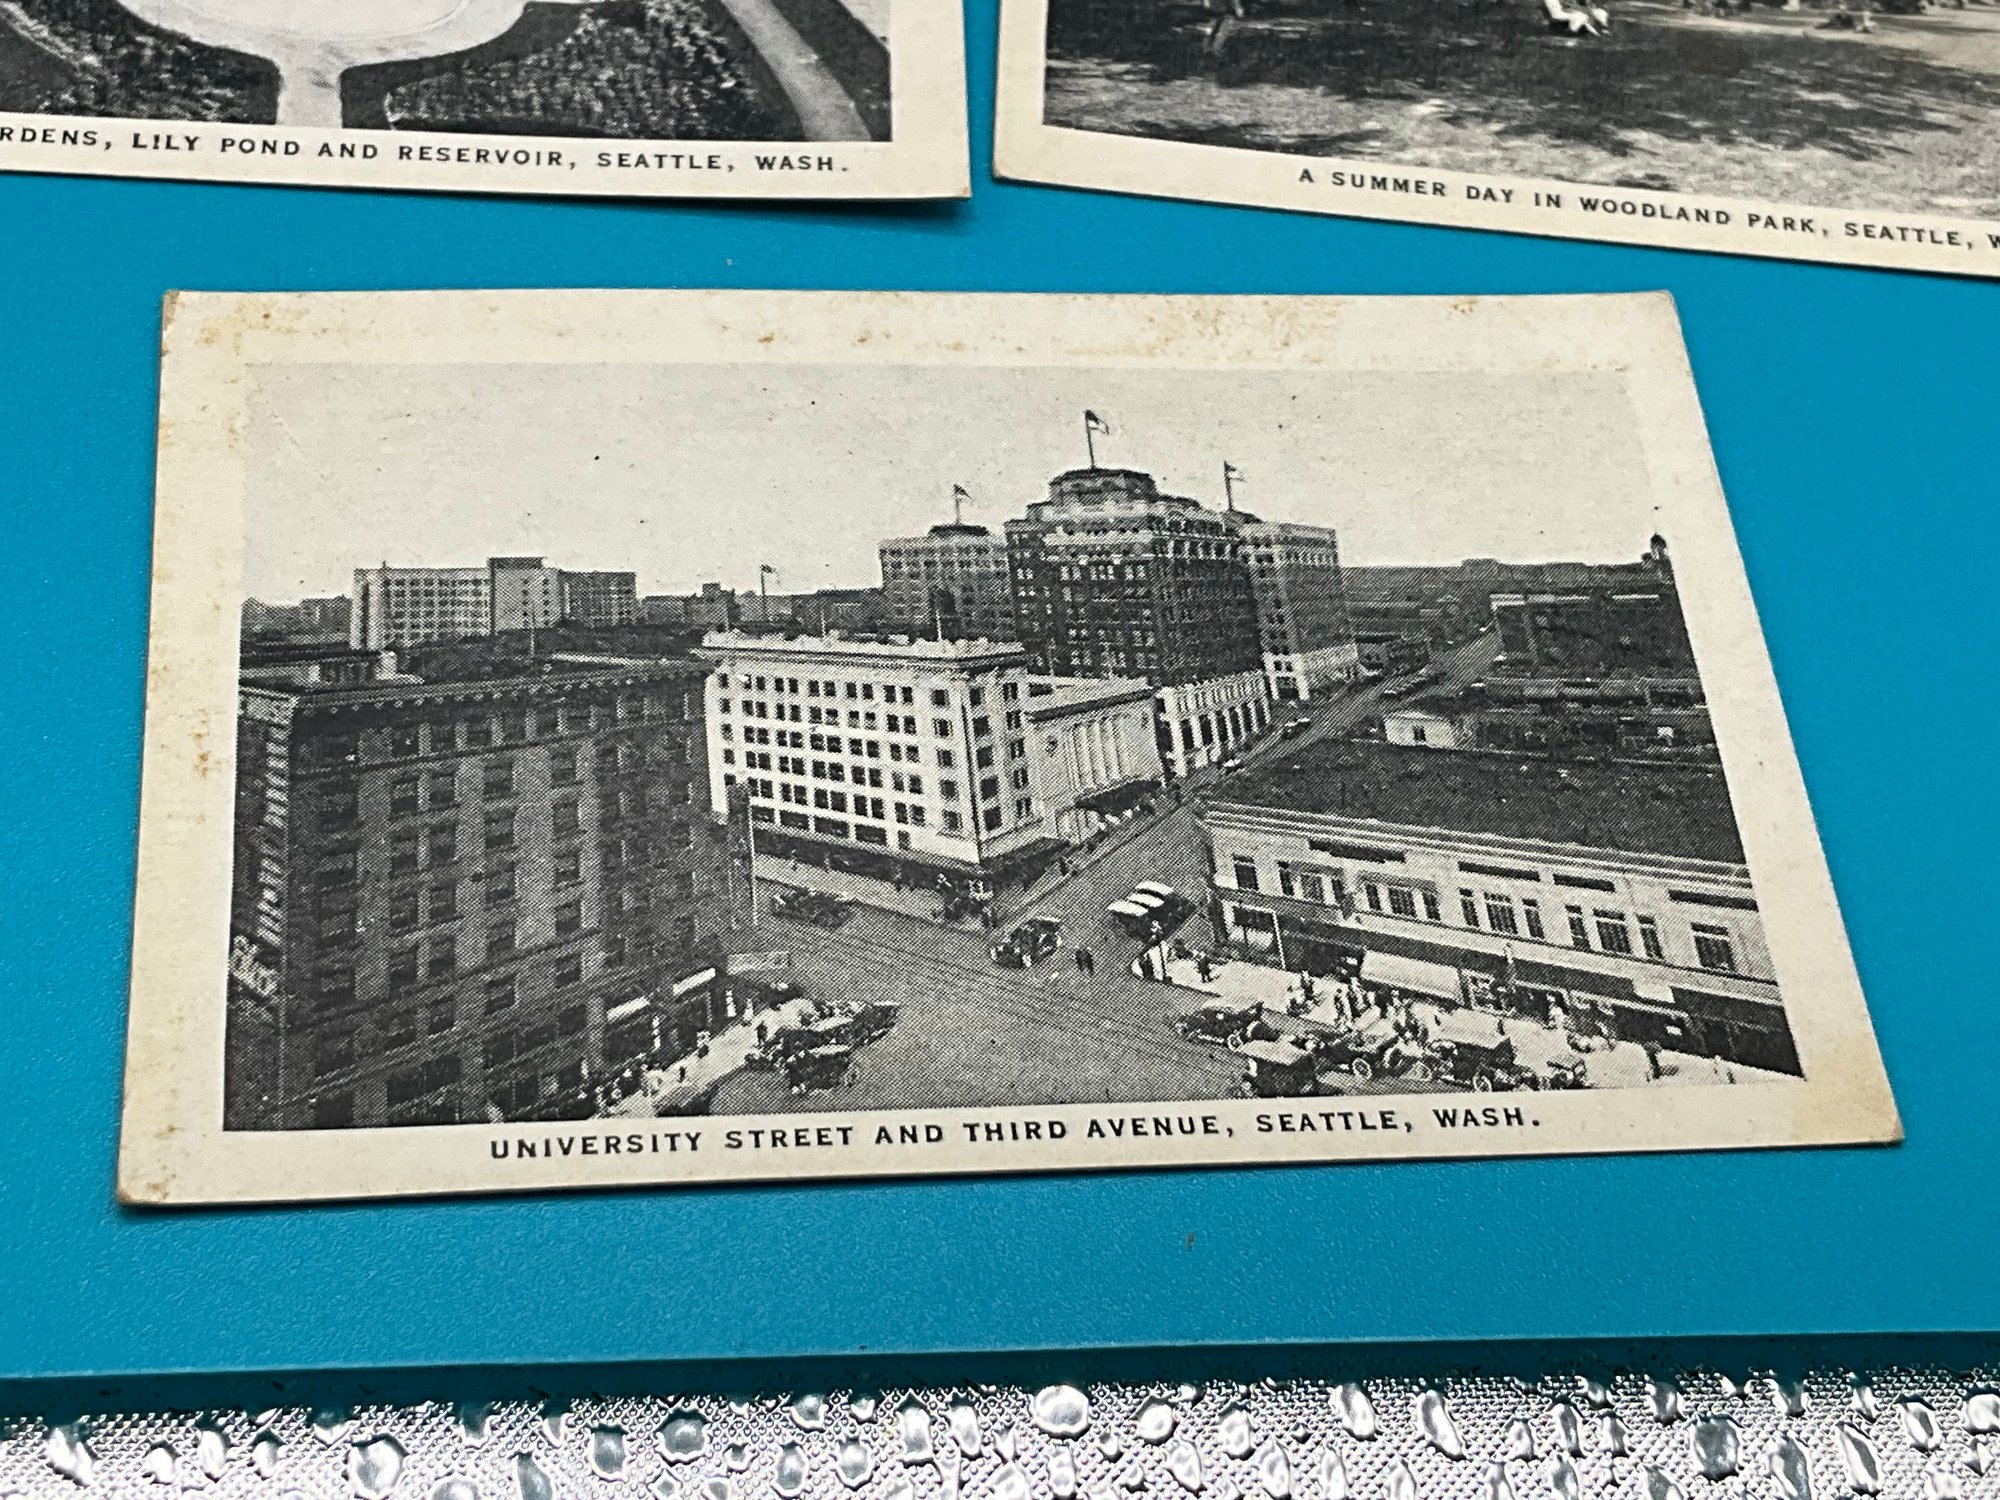 RDENS, LILY POND AND RESERVOIR, SEATTLE, WASH.
A SUMMER DAY IN WOODLAND PARK, SEATTLE, W
UNIVERSITY STREET AND THIRD AVENUE, SEATTLE, WASH.